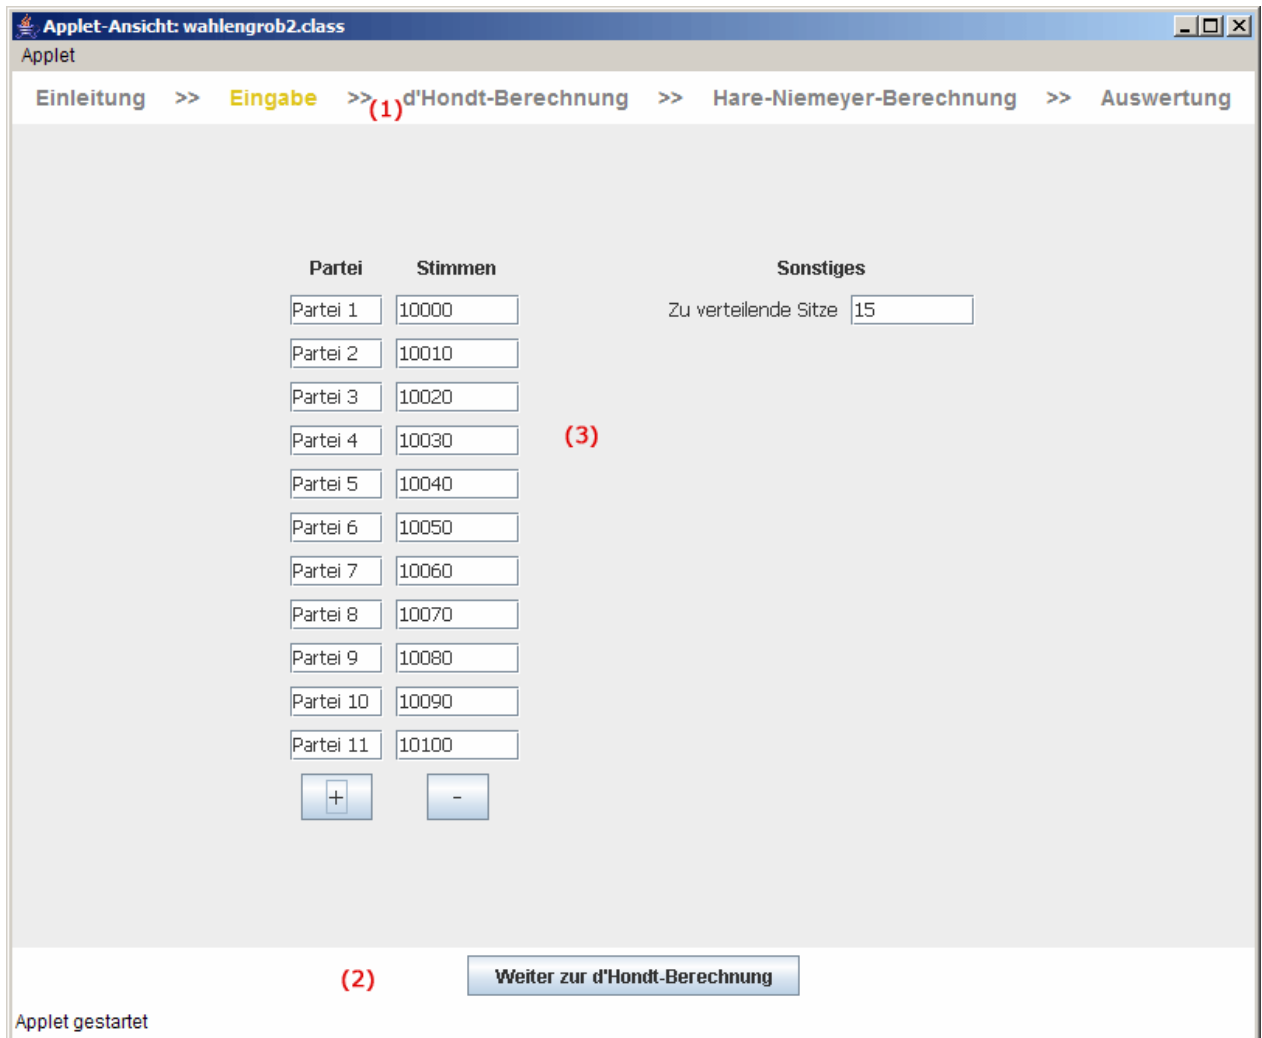 Applet-Ansicht: wahlengrob2.class
Applet
Einleitung >> Eingabe >> (1) d'Hondt-Berechnung >> Hare-Niemeyer-Berechnung >> Auswertung
Partei Stimmen Sonstiges
Partei 1 10000 Zu verteilende Sitze 15
Partei 2 10010
Partei 3 10020
Partei 4 10030 (3)
Partei 5 10040
Partei 6 10050
Partei 7 10060
Partei 8 10070
Partei 9 10080
Partei 10 10090
Partei 11 10100
+ -
(2) Weiter zur d'Hondt-Berechnung
Applet gestartet